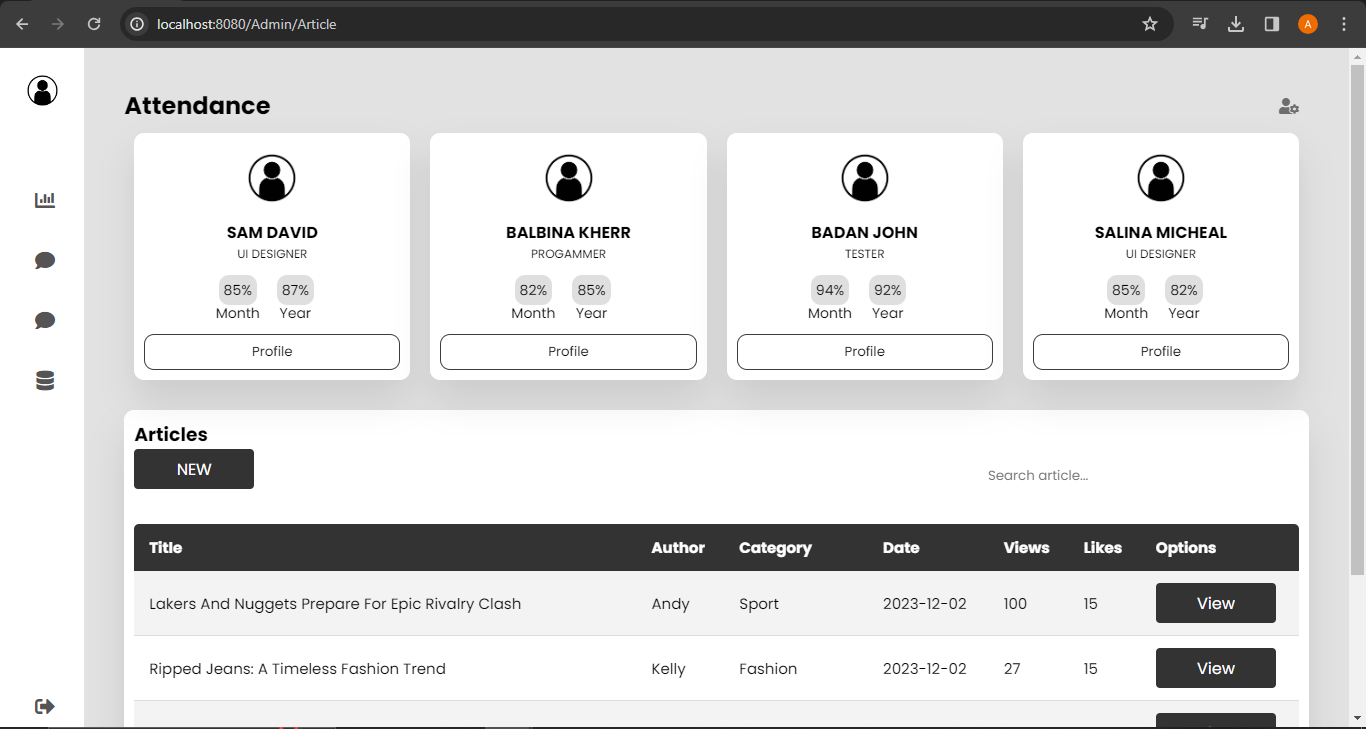 localhost:8080/Admin/Article
A
Attendance
SAM DAVID
UI DESIGNER
85% 87%
Month Year
Profile
BALBINA KHERR
PROGAMMER
82% 85%
Month Year
Profile
BADAN JOHN
TESTER
94% 92%
Month Year
Profile
SALINA MICHEAL
UI DESIGNER
85% 82%
Month Year
Profile
Articles
NEW
Search article...
Title Author Category Date Views Likes Options
Lakers And Nuggets Prepare For Epic Rivalry Clash Andy Sport 2023-12-02 100 15 View
Ripped Jeans: A Timeless Fashion Trend Kelly Fashion 2023-12-02 27 15 View